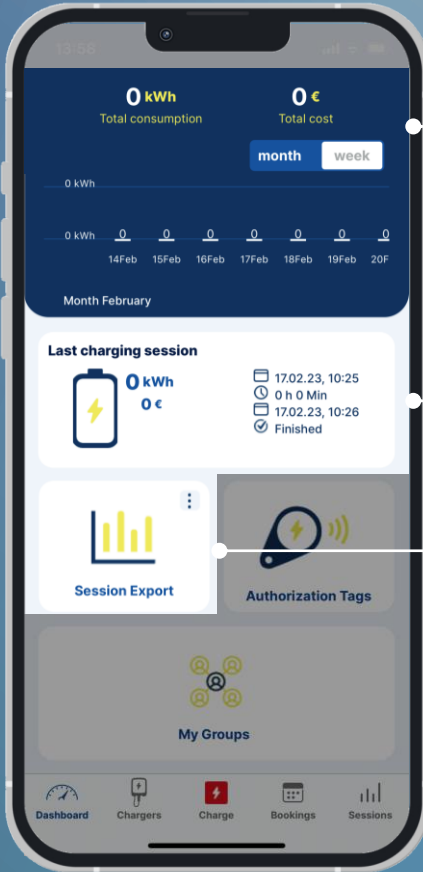 13:58
0 kWh
Total consumption
0 €
Total cost
month
week
0 kWh
0 kWh
0 0 0 0 0 0 0
14Feb 15Feb 16Feb 17Feb 18Feb 19Feb 20F
Month February
Last charging session
0 kWh
0 €
17.02.23, 10:25
0 h 0 Min
17.02.23, 10:26
Finished
Session Export
Authorization Tags
My Groups
Dashboard
Chargers
Charge
Bookings
Sessions